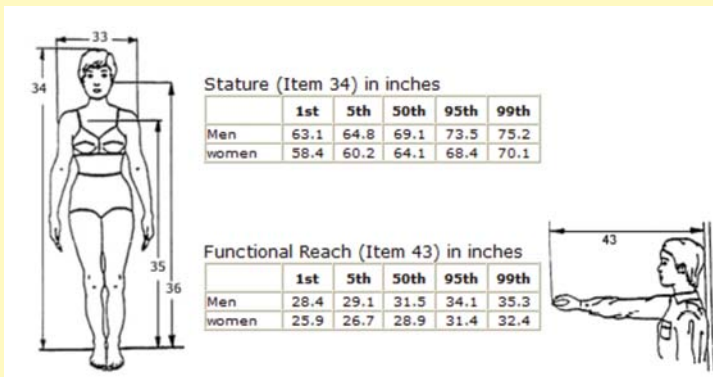 33
34
35
36
Stature (Item 34) in inches
1st 5th 50th 95th 99th
Men 63.1 64.8 69.1 73.5 75.2
women 58.4 60.2 64.1 68.4 70.1
43
Functional Reach (Item 43) in inches
1st 5th 50th 95th 99th
Men 28.4 29.1 31.5 34.1 35.3
women 25.9 26.7 28.9 31.4 32.4